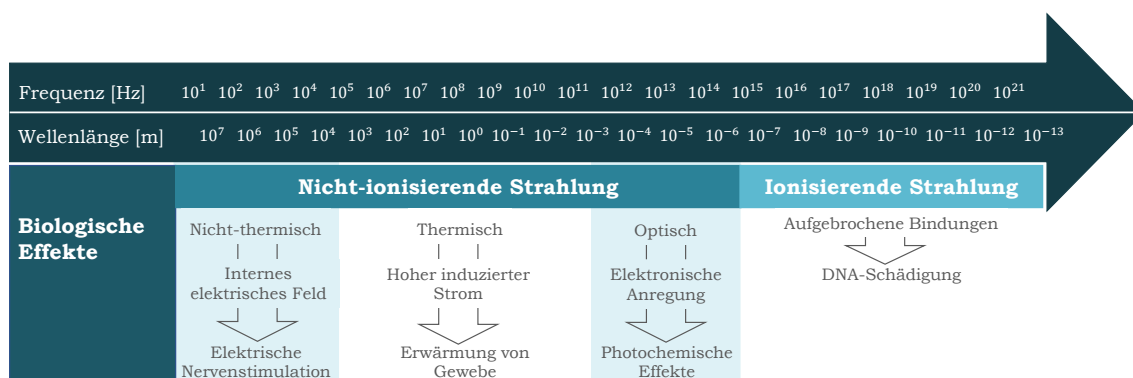 Frequenz [Hz] 10¹ 10² 10³ 10⁴ 10⁵ 10⁶ 10⁷ 10⁸ 10⁹ 10¹⁰ 10¹¹ 10¹² 10¹³ 10¹⁴ 10¹⁵ 10¹⁶ 10¹⁷ 10¹⁸ 10¹⁹ 10²⁰ 10²¹
Wellenlänge [m] 10⁷ 10⁶ 10⁵ 10⁴ 10³ 10² 10¹ 10⁰ 10⁻¹ 10⁻² 10⁻³ 10⁻⁴ 10⁻⁵ 10⁻⁶ 10⁻⁷ 10⁻⁸ 10⁻⁹ 10⁻¹⁰ 10⁻¹¹ 10⁻¹² 10⁻¹³
Nicht-ionisierende Strahlung
Ionisierende Strahlung
Biologische
Effekte
Nicht-thermisch
Internes
elektrisches Feld
Elektrische
Nervenstimulation
Thermisch
Hoher induzierter
Strom
Erwärmung von
Gewebe
Optisch
Elektronische
Anregung
Photochemische
Effekte
Aufgebrochene Bindungen
DNA-Schädigung